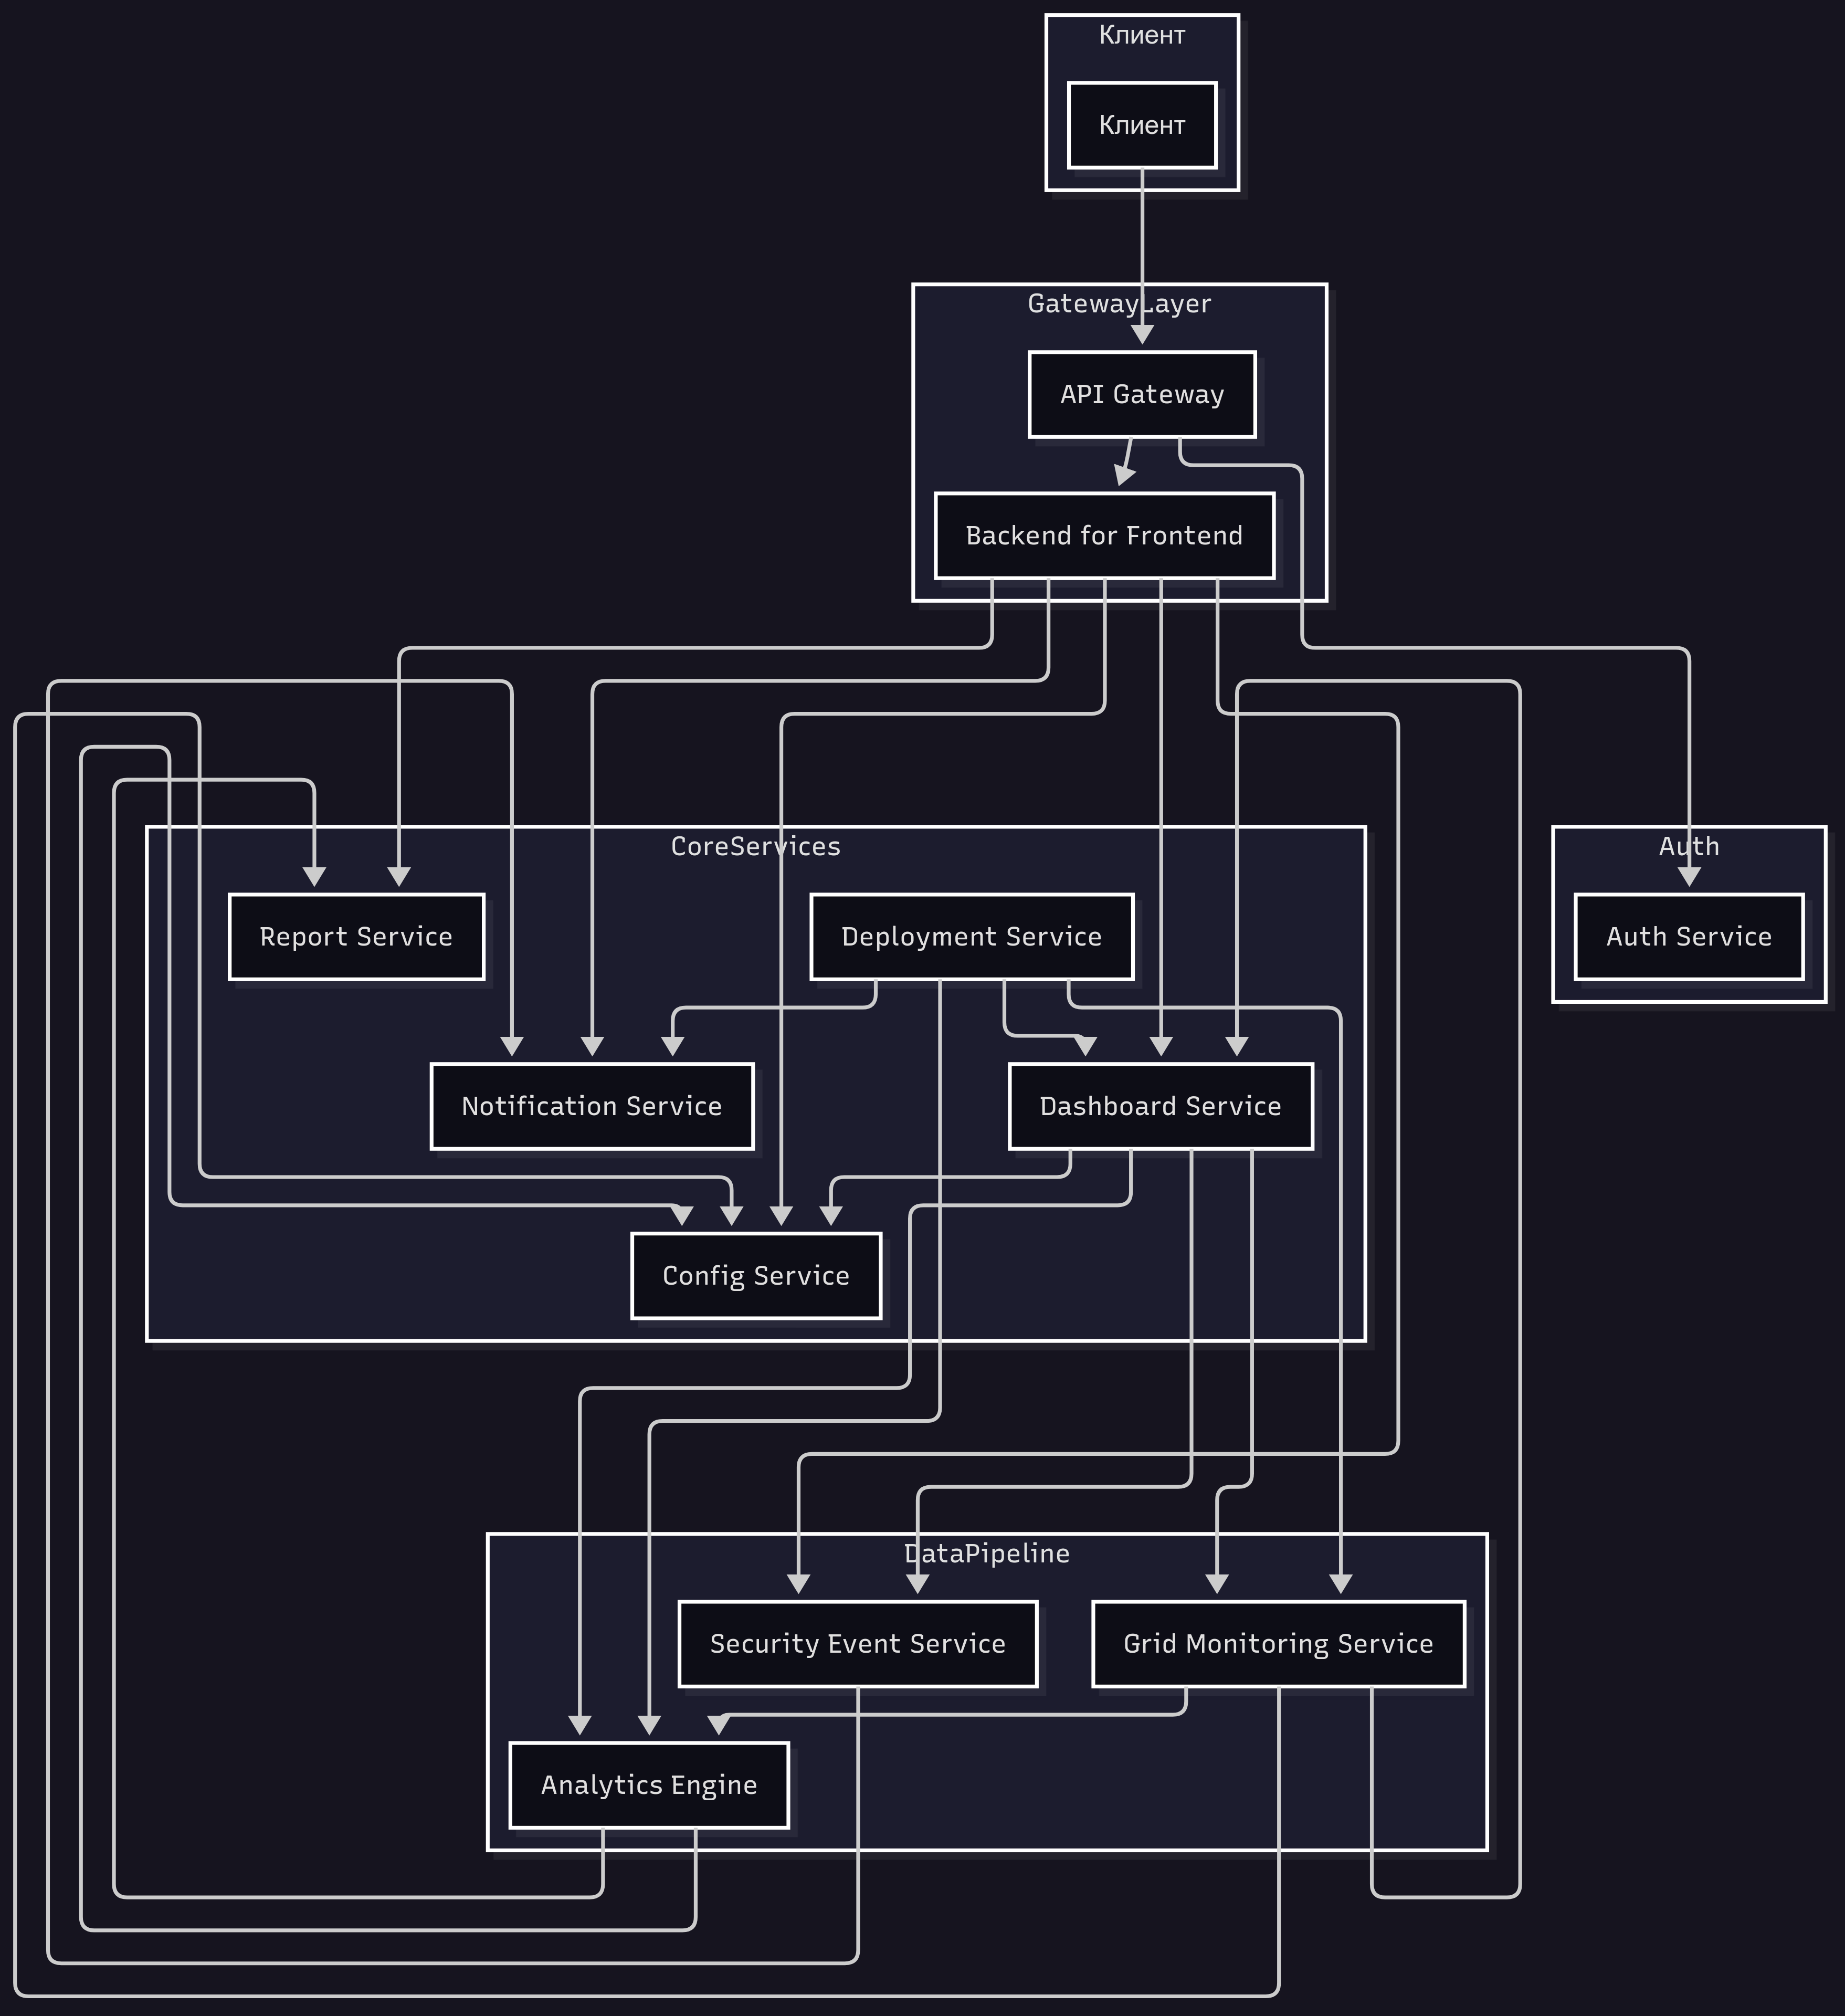 Клиент
Клиент
GatewayLayer
API Gateway
Backend for Frontend
CoreServices
Auth
Report Service
Deployment Service
Auth Service
Notification Service
Dashboard Service
Config Service
DataPipeline
Security Event Service
Grid Monitoring Service
Analytics Engine